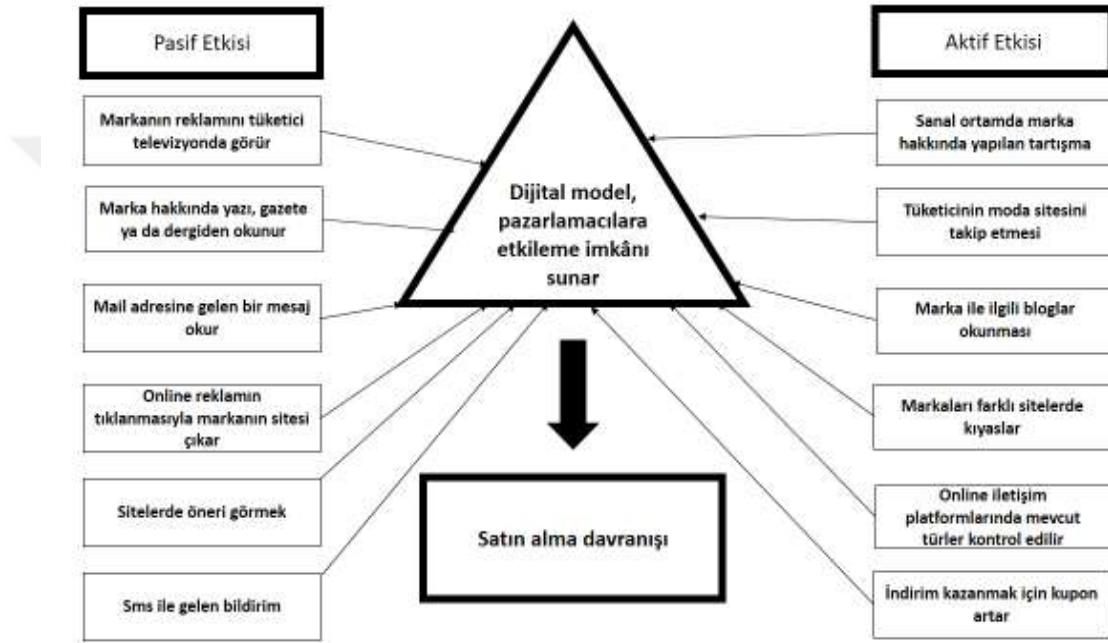 Pasif Etkisi
Markanın reklamını tüketici
televizyonda görür
Marka hakkında yazı, gazete
ya da dergiden okunur
Mail adresine gelen bir mesaj
okur
Online reklamın
tıklanmasıyla markanın sitesi
çıkar
Sitelerde öneri görmek
Sms ile gelen bildirim
Dijital model,
pazarlamacılara
etkileme imkânı
sunar
Satın alma davranışı
Aktif Etkisi
Sanal ortamda marka
hakkında yapılan tartışma
Tüketicinin moda sitesini
takip etmesi
Marka ile ilgili bloglar
okunması
Markaları farklı sitelerde
kıyaslar
Online iletişim
platformlarında mevcut
türler kontrol edilir
İndirim kazanmak için kupon
artar